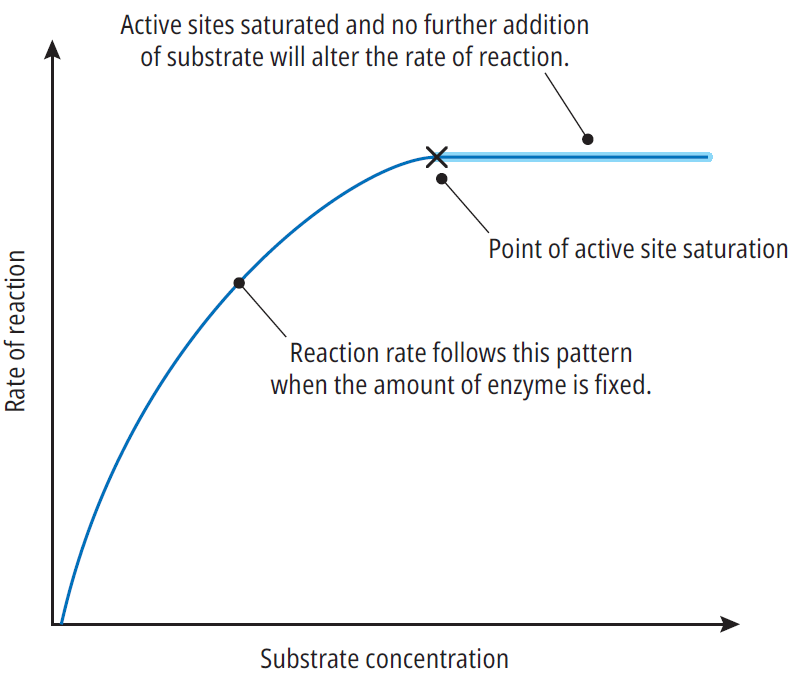 Active sites saturated and no further addition
of substrate will alter the rate of reaction.
Point of active site saturation
Reaction rate follows this pattern
when the amount of enzyme is fixed.
Rate of reaction
Substrate concentration